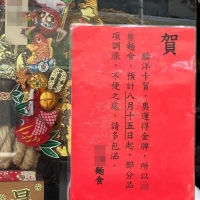 賀
麟洋卡賀,奧運得金牌,所以
麵食,預計八月十五日起,部分品
項調漲,不便之處,請多包涵。
麵食